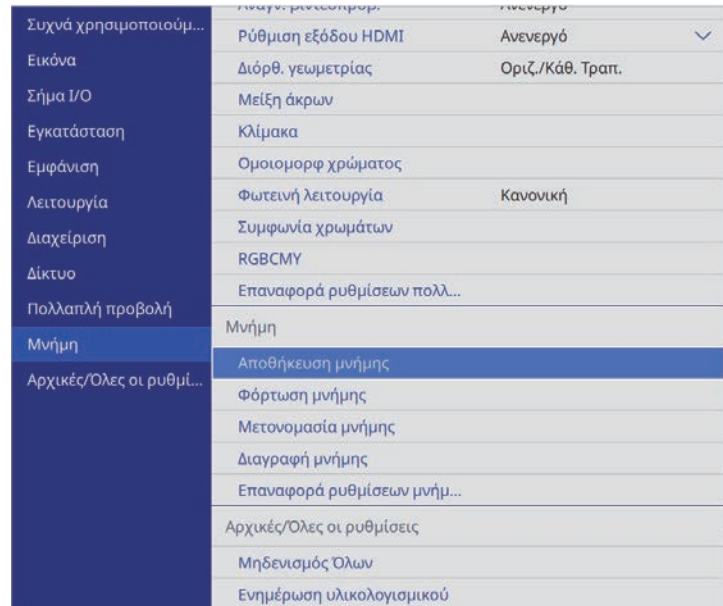 Συχνά χρησιμοποιούμ...
Εικόνα
Σήμα I/O
Εγκατάσταση
Εμφάνιση
Λειτουργία
Διαχείριση
Δίκτυο
Πολλαπλή προβολή
Μνήμη
Αρχικές/Όλες οι ρυθμί...
Ρύθμιση εξόδου HDMI Ανενεργό
Διόρθ. γεωμετρίας Οριζ./Κάθ. Τραπ.
Μείξη άκρων
Κλίμακα
Ομοιομορφ χρώματος
Φωτεινή λειτουργία Κανονική
Συμφωνία χρωμάτων
RGBCMY
Επαναφορά ρυθμίσεων πολλ...
Μνήμη
Αποθήκευση μνήμης
Φόρτωση μνήμης
Μετονομασία μνήμης
Διαγραφή μνήμης
Επαναφορά ρυθμίσεων μνήμ...
Αρχικές/Όλες οι ρυθμίσεις
Μηδενισμός Όλων
Ενημέρωση υλικολογισμικού